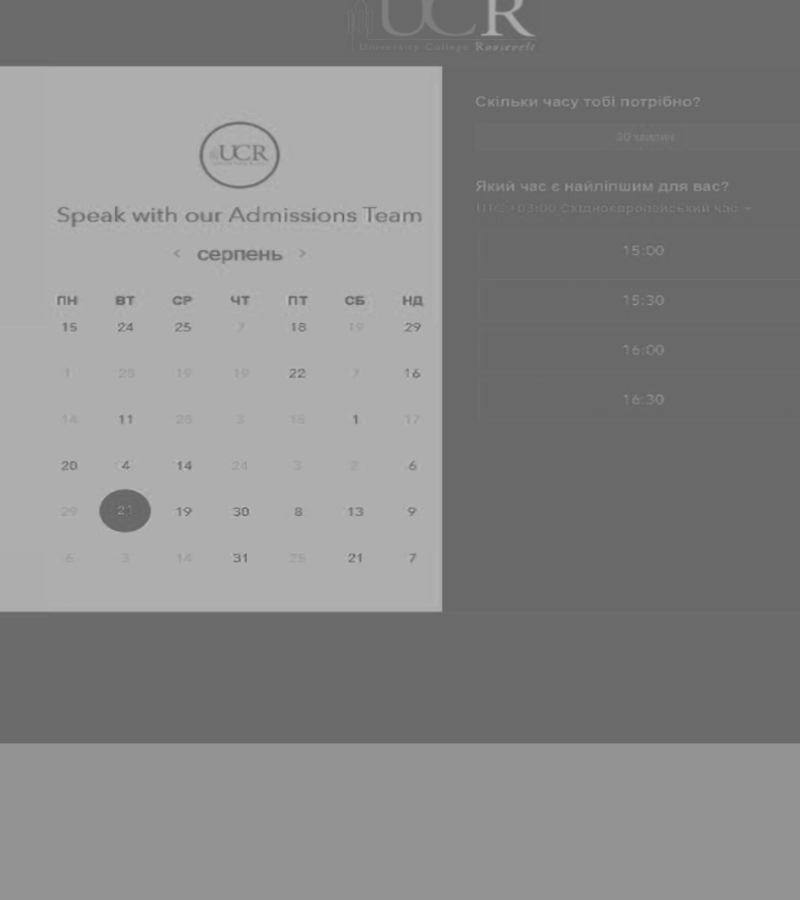 UCR
University College Roosevelt
UCR
Speak with our Admissions Team
< серпень >
ПН ВТ СР ЧТ ПТ СБ НД
15 24 25 7 18 19 29
1 28 19 19 22 7 16
14 11 28 3 15 1 17
20 4 14 24 3 2 6
29 21 19 30 8 13 9
6 3 14 31 25 21 7
Скільки часу тобі потрібно?
30 хвилин
Який час є найліпшим для вас?
UTC +03:00 Східноєвропейський час
15:00
15:30
16:00
16:30